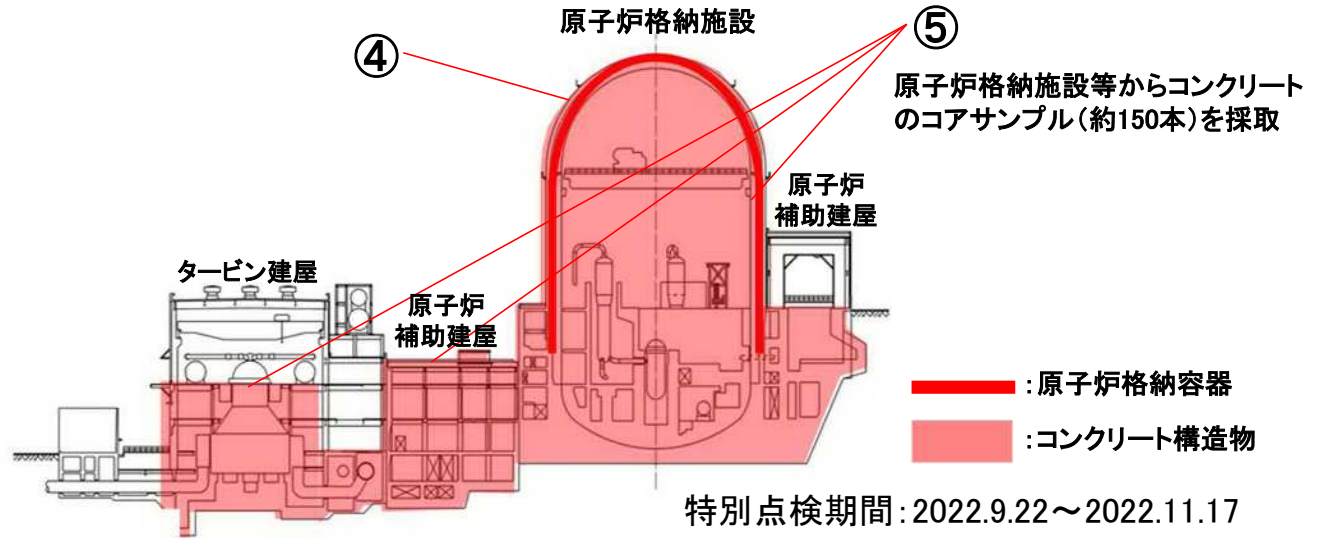 原子炉格納施設
④
⑤
原子炉格納施設等からコンクリート
のコアサンプル（約150本）を採取
原子炉
補助建屋
タービン建屋
原子炉
補助建屋
：原子炉格納容器
：コンクリート構造物
特別点検期間：2022.9.22～2022.11.17